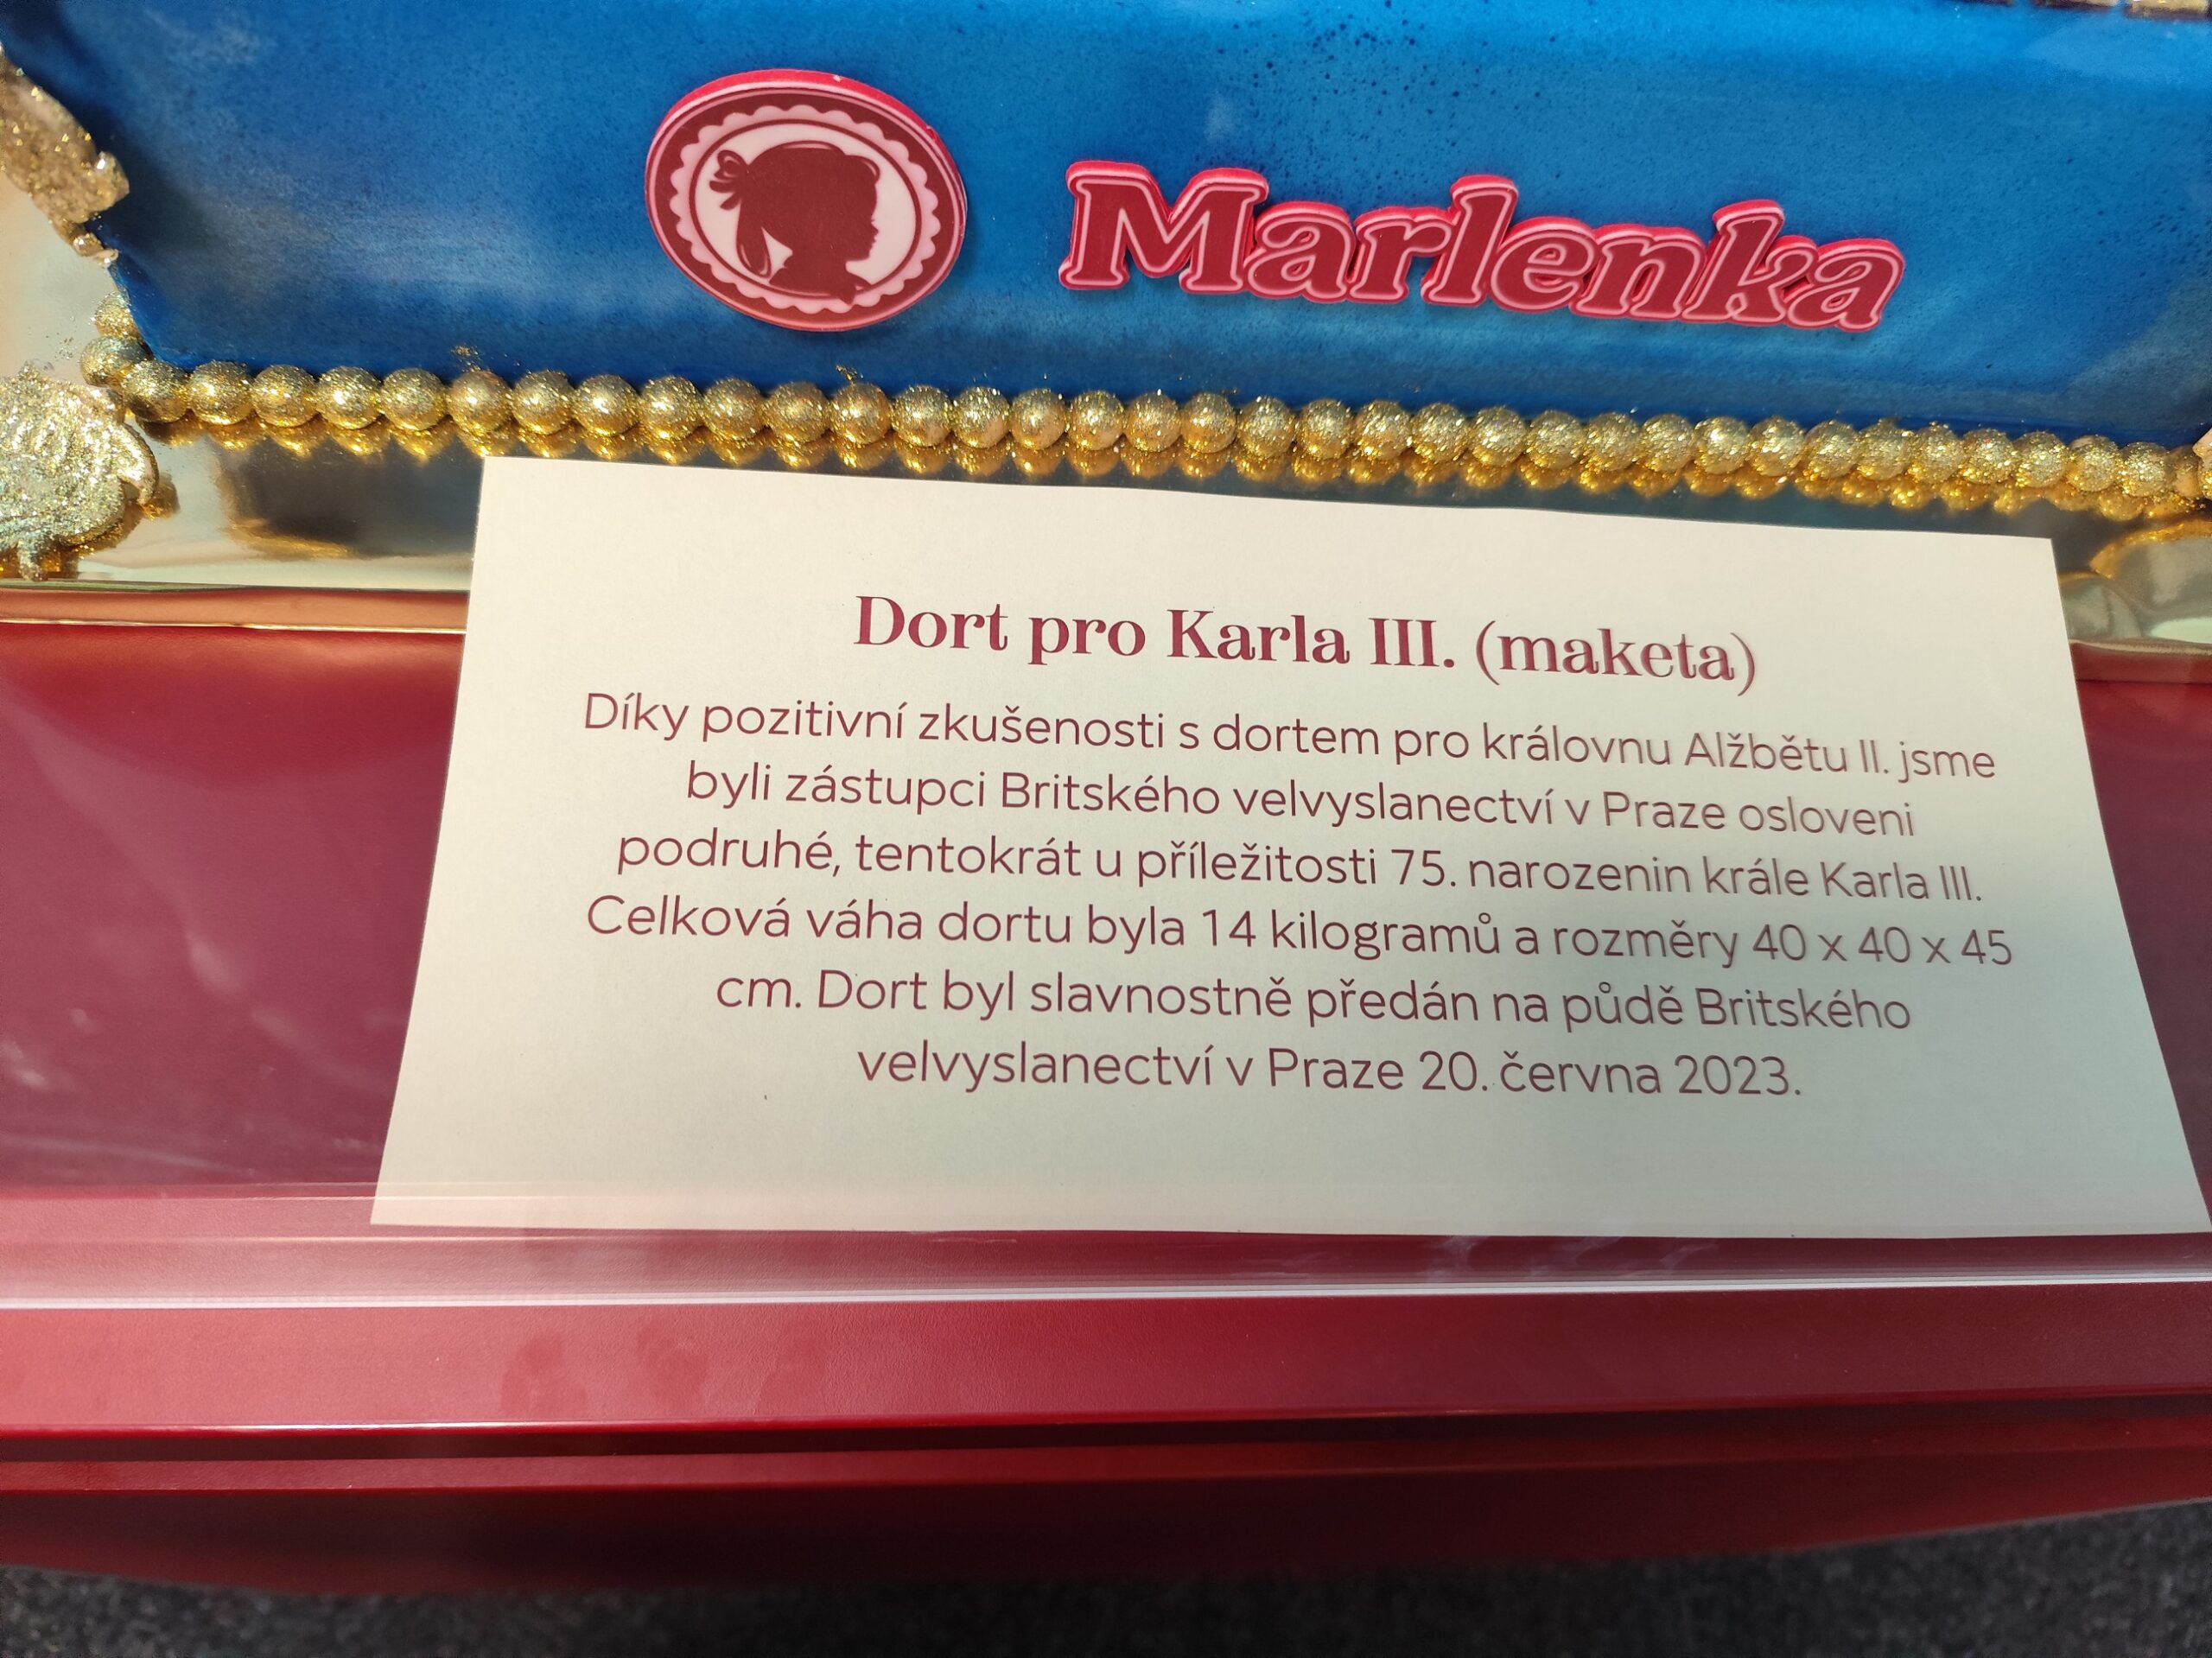 Marlenka
Dort pro Karla III. (maketa)
Díky pozitivní zkušenosti s dortem pro královnu Alžbětu II. jsme
byli zástupci Britského velvyslanectví v Praze osloveni
podruhé, tentokrát u příležitosti 75. narozenin krále Karla III.
Celková váha dortu byla 14 kilogramů a rozměry 40 x 40 x 45
cm. Dort byl slavnostně předán na půdě Britského
velvyslanectví v Praze 20. června 2023.